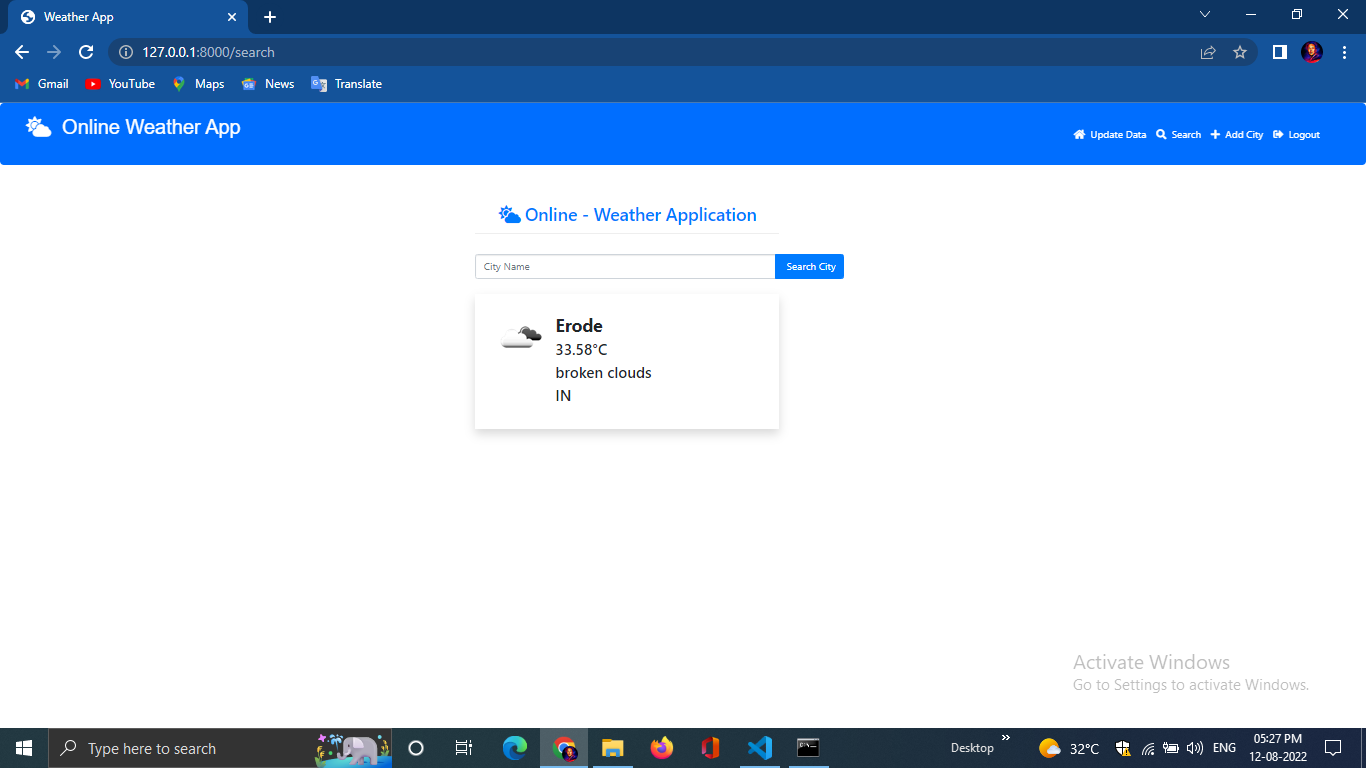 Weather App
127.0.0.1:8000/search
Gmail YouTube Maps News Translate
Online Weather App
Update Data Search Add City Logout
Online - Weather Application
City Name Search City
Erode
33.58°C
broken clouds
IN
Activate Windows
Go to Settings to activate Windows.
Type here to search
Desktop
32°C
ENG
05:27 PM
12-08-2022